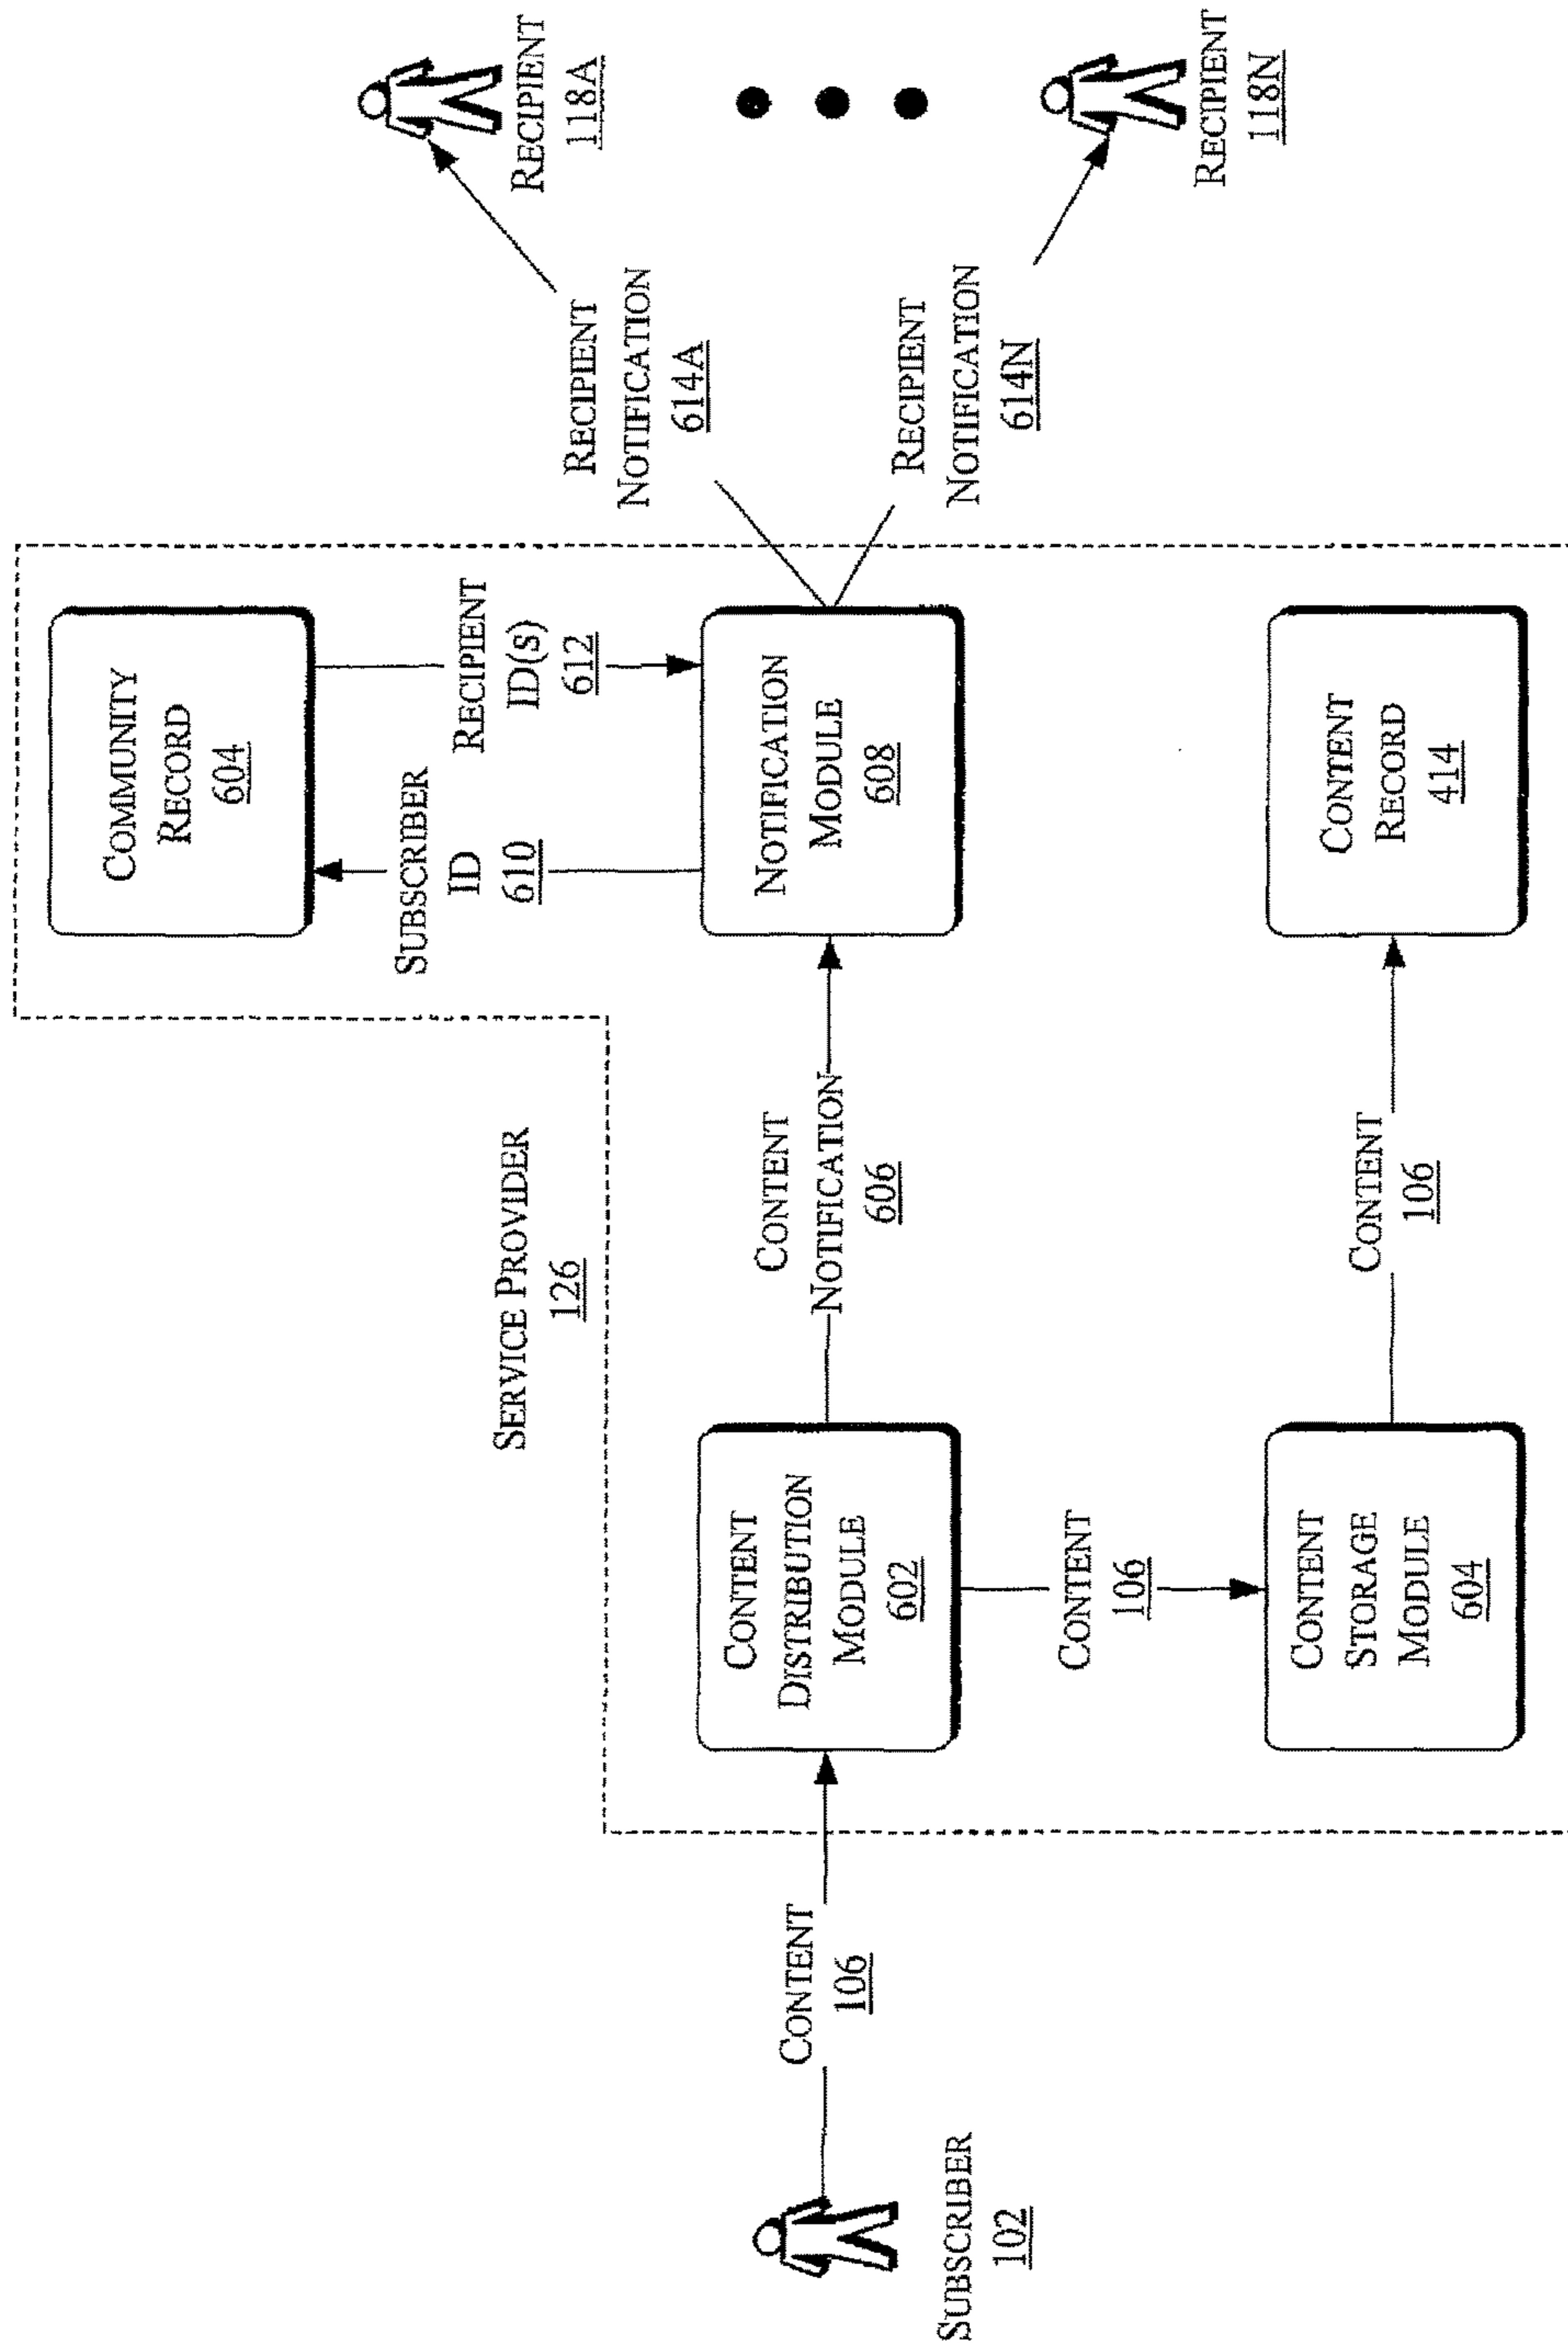 SERVICE PROVIDER
126
COMMUNITY
RECORD
604
SUBSCRIBER
ID
610
RECIPIENT
ID(S)
612
RECIPIENT
118A
RECIPIENT
NOTIFICATION
614A
SUBSCRIBER
102
CONTENT
106
CONTENT
DISTRIBUTION
MODULE
602
CONTENT
NOTIFICATION
606
NOTIFICATION
MODULE
608
RECIPIENT
NOTIFICATION
614N
RECIPIENT
118N
CONTENT
106
CONTENT
STORAGE
MODULE
604
CONTENT
106
CONTENT
RECORD
414